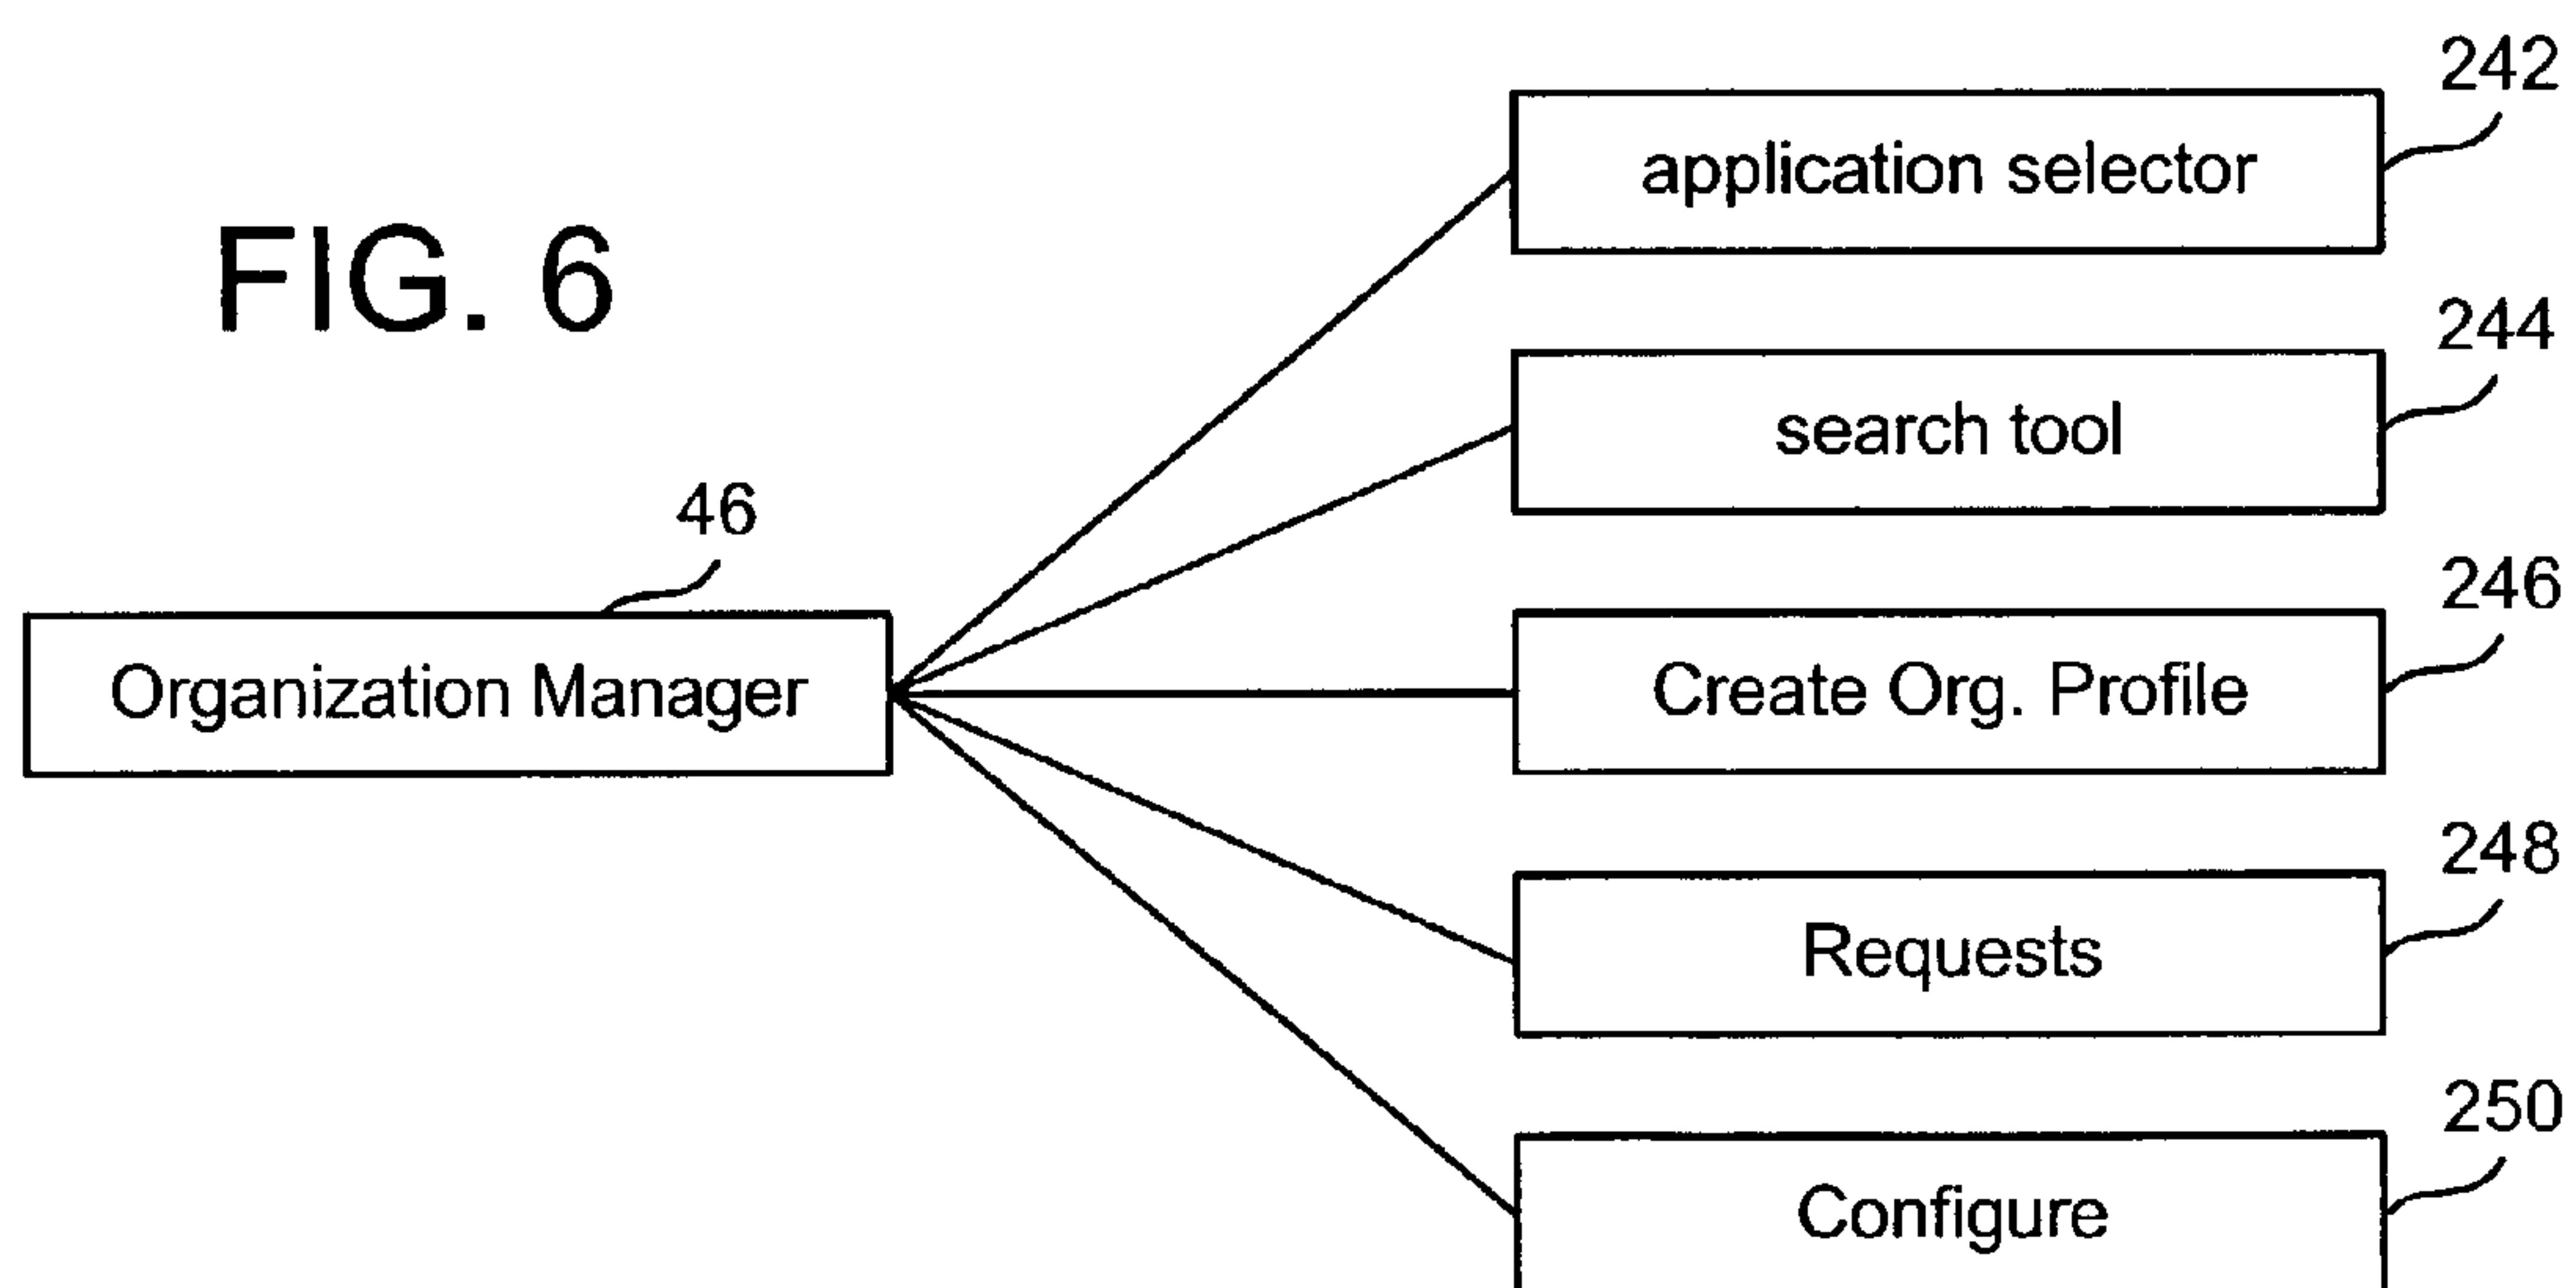 242
application selector
FIG. 6
244
search tool
46
246
Organization Manager
Create Org. Profile
248
Requests
250
Configure